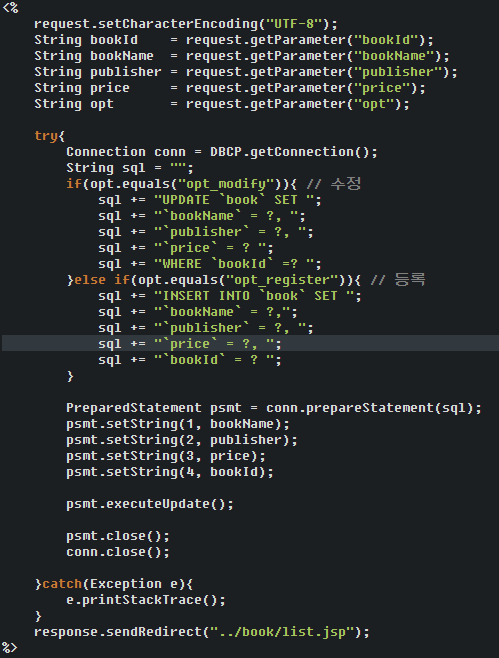 <%
request.setCharacterEncoding("UTF-8");
String bookId    = request.getParameter("bookId");
String bookName  = request.getParameter("bookName");
String publisher = request.getParameter("publisher");
String price     = request.getParameter("price");
String opt       = request.getParameter("opt");
try{
Connection conn = DBCP.getConnection();
String sql = "";
if(opt.equals("opt_modify")){ // 수정
sql += "UPDATE `book` SET ";
sql += "`bookName` = ?, ";
sql += "`publisher` = ?, ";
sql += "`price` = ? ";
sql += "WHERE `bookId` =? ";
}else if(opt.equals("opt_register")){ // 등록
sql += "INSERT INTO `book` SET ";
sql += "`bookName` = ?,";
sql += "`publisher` = ?, ";
sql += "`price` = ?, ";
sql += "`bookId` = ? ";
}
PreparedStatement psmt = conn.prepareStatement(sql);
psmt.setString(1, bookName);
psmt.setString(2, publisher);
psmt.setString(3, price);
psmt.setString(4, bookId);
psmt.executeUpdate();
psmt.close();
conn.close();
}catch(Exception e){
e.printStackTrace();
}
response.sendRedirect("../book/list.jsp");
%>